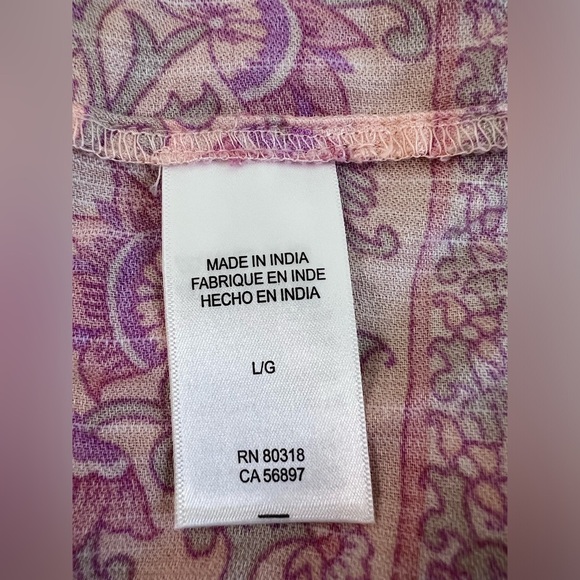 MADE IN INDIA
FABRIQUE EN INDE
HECHO EN INDIA
L/G
RN 80318
CA 56897